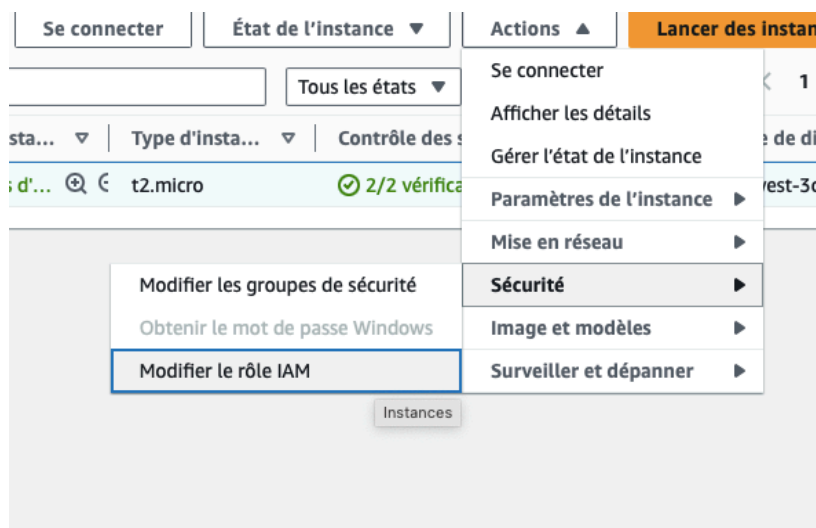 Se connecter
État de l'instance
Actions
Lancer des instan
Tous les états
Se connecter
1
Afficher les détails
sta...
Type d'insta...
Contrôle des s
e de di
Gérer l'état de l'instance
s d'...
t2.micro
2/2 vérifica
vest-3c
Paramètres de l'instance
Mise en réseau
Modifier les groupes de sécurité
Sécurité
Obtenir le mot de passe Windows
Image et modèles
Modifier le rôle IAM
Surveiller et dépanner
Instances